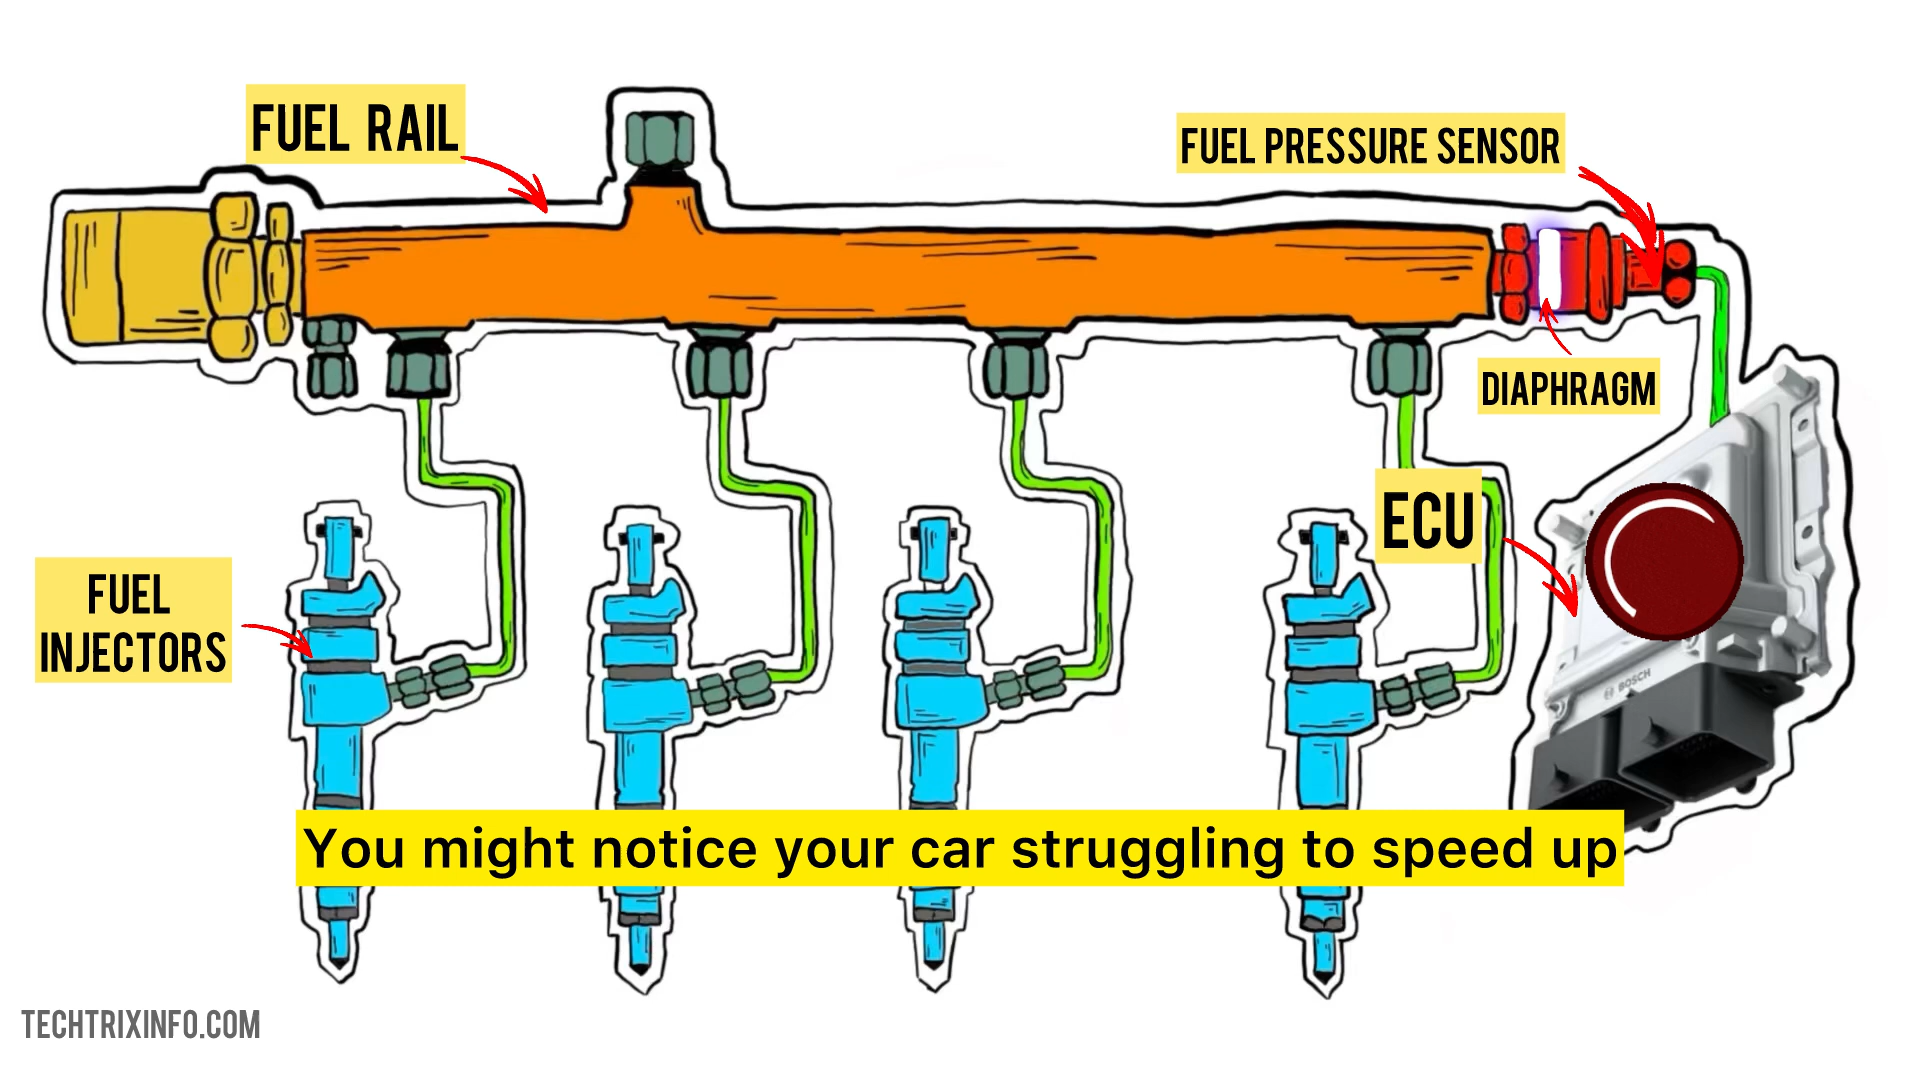 FUEL RAIL
FUEL PRESSURE SENSOR
DIAPHRAGM
ECU
FUEL
INJECTORS
BOSCH
You might notice your car struggling to speed up
TECHTRIXINFO.COM